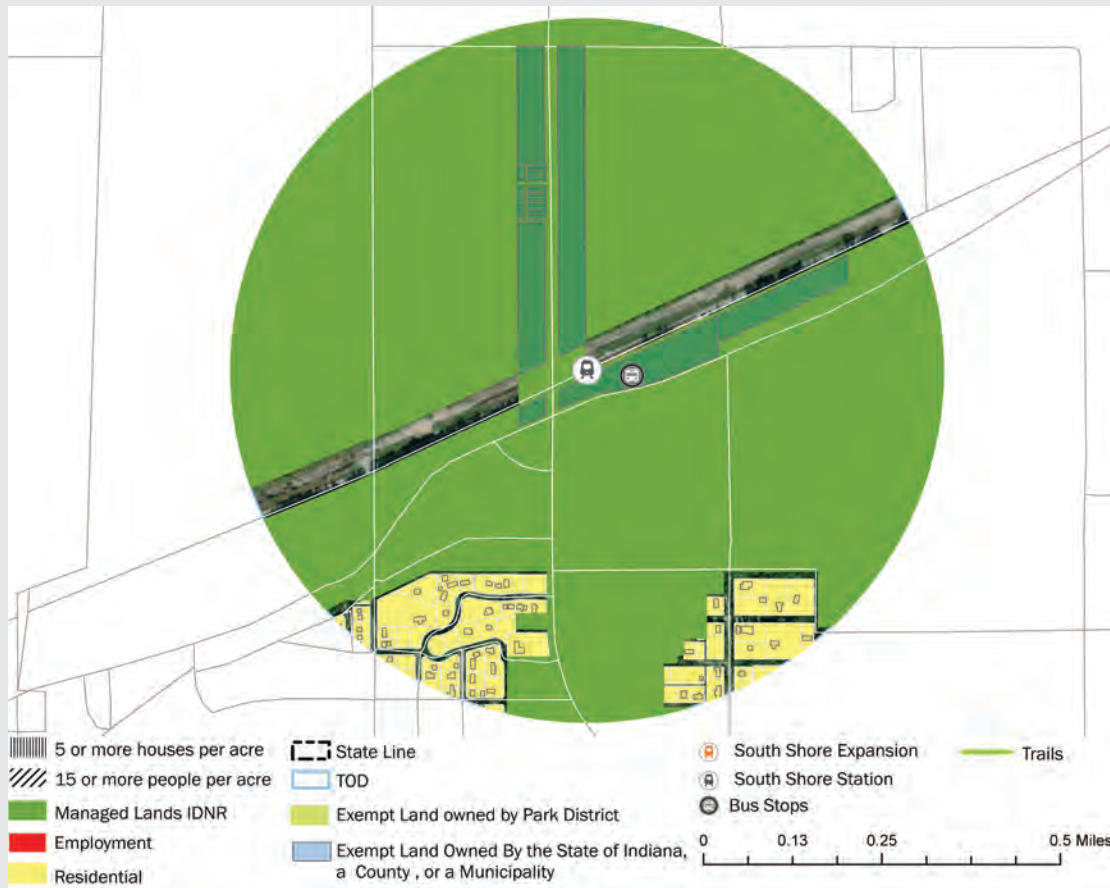 5 or more houses per acre
15 or more people per acre
Managed Lands IDNR
Employment
Residential
State Line
TOD
Exempt Land owned by Park District
Exempt Land Owned By the State of Indiana,
a County , or a Municipality
South Shore Expansion
South Shore Station
Bus Stops
Trails
0 0.13 0.25 0.5 Miles